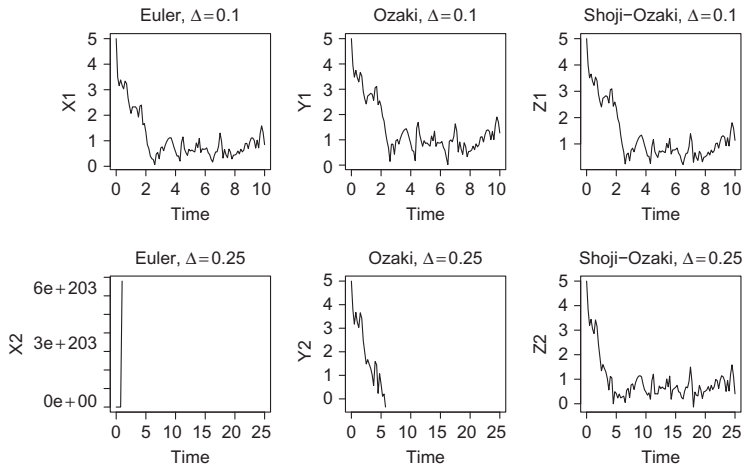 Euler, Δ=0.1
X1
5
4
3
2
1
0
0 2 4 6 8 10
Time
Ozaki, Δ=0.1
Y1
5
4
3
2
1
0
0 2 4 6 8 10
Time
Shoji−Ozaki, Δ=0.1
Z1
5
4
3
2
1
0 2 4 6 8 10
Time
Euler, Δ=0.25
X2
6e+203
3e+203
0e+00
0 5 10 15 20 25
Time
Ozaki, Δ=0.25
Y2
5
4
3
2
1
0
0 5 10 15 20 25
Time
Shoji−Ozaki, Δ=0.25
Z2
5
4
3
2
1
0
0 5 10 15 20 25
Time